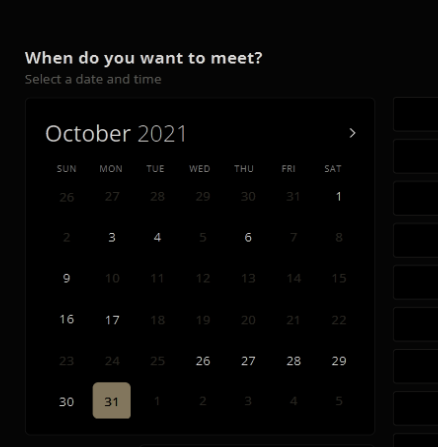 When do you want to meet?
Select a date and time
October 2021 >
SUN MON TUE WED THU FRI SAT
26 27 28 29 30 31 1
2 3 4 5 6 7 8
9 10 11 12 13 14 15
16 17 18 19 20 21 22
23 24 25 26 27 28 29
30 31 1 2 3 4 5